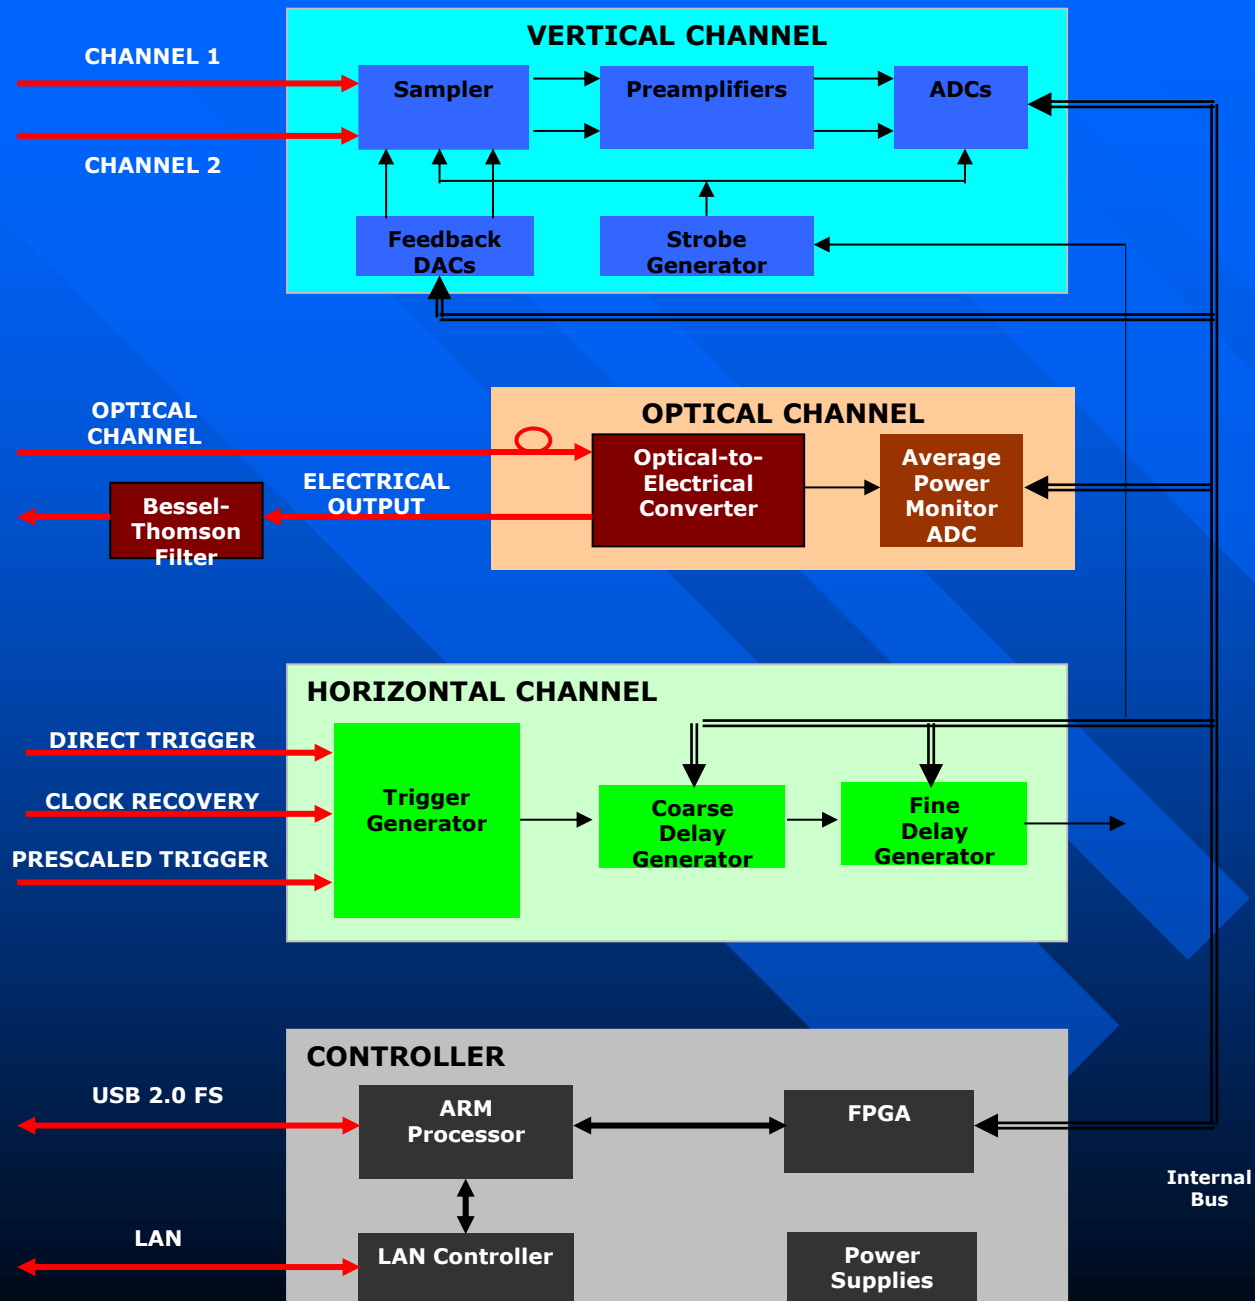 VERTICAL CHANNEL
CHANNEL 1
CHANNEL 2
Sampler
Preamplifiers
ADCs
Feedback
DACs
Strobe
Generator
OPTICAL
CHANNEL
OPTICAL CHANNEL
Optical-to-
Electrical
Converter
Average
Power
Monitor
ADC
ELECTRICAL
OUTPUT
Bessel-
Thomson
Filter
HORIZONTAL CHANNEL
DIRECT TRIGGER
CLOCK RECOVERY
PRESCALED TRIGGER
Trigger
Generator
Coarse
Delay
Generator
Fine
Delay
Generator
CONTROLLER
USB 2.0 FS
ARM
Processor
FPGA
Internal
Bus
LAN
LAN Controller
Power
Supplies